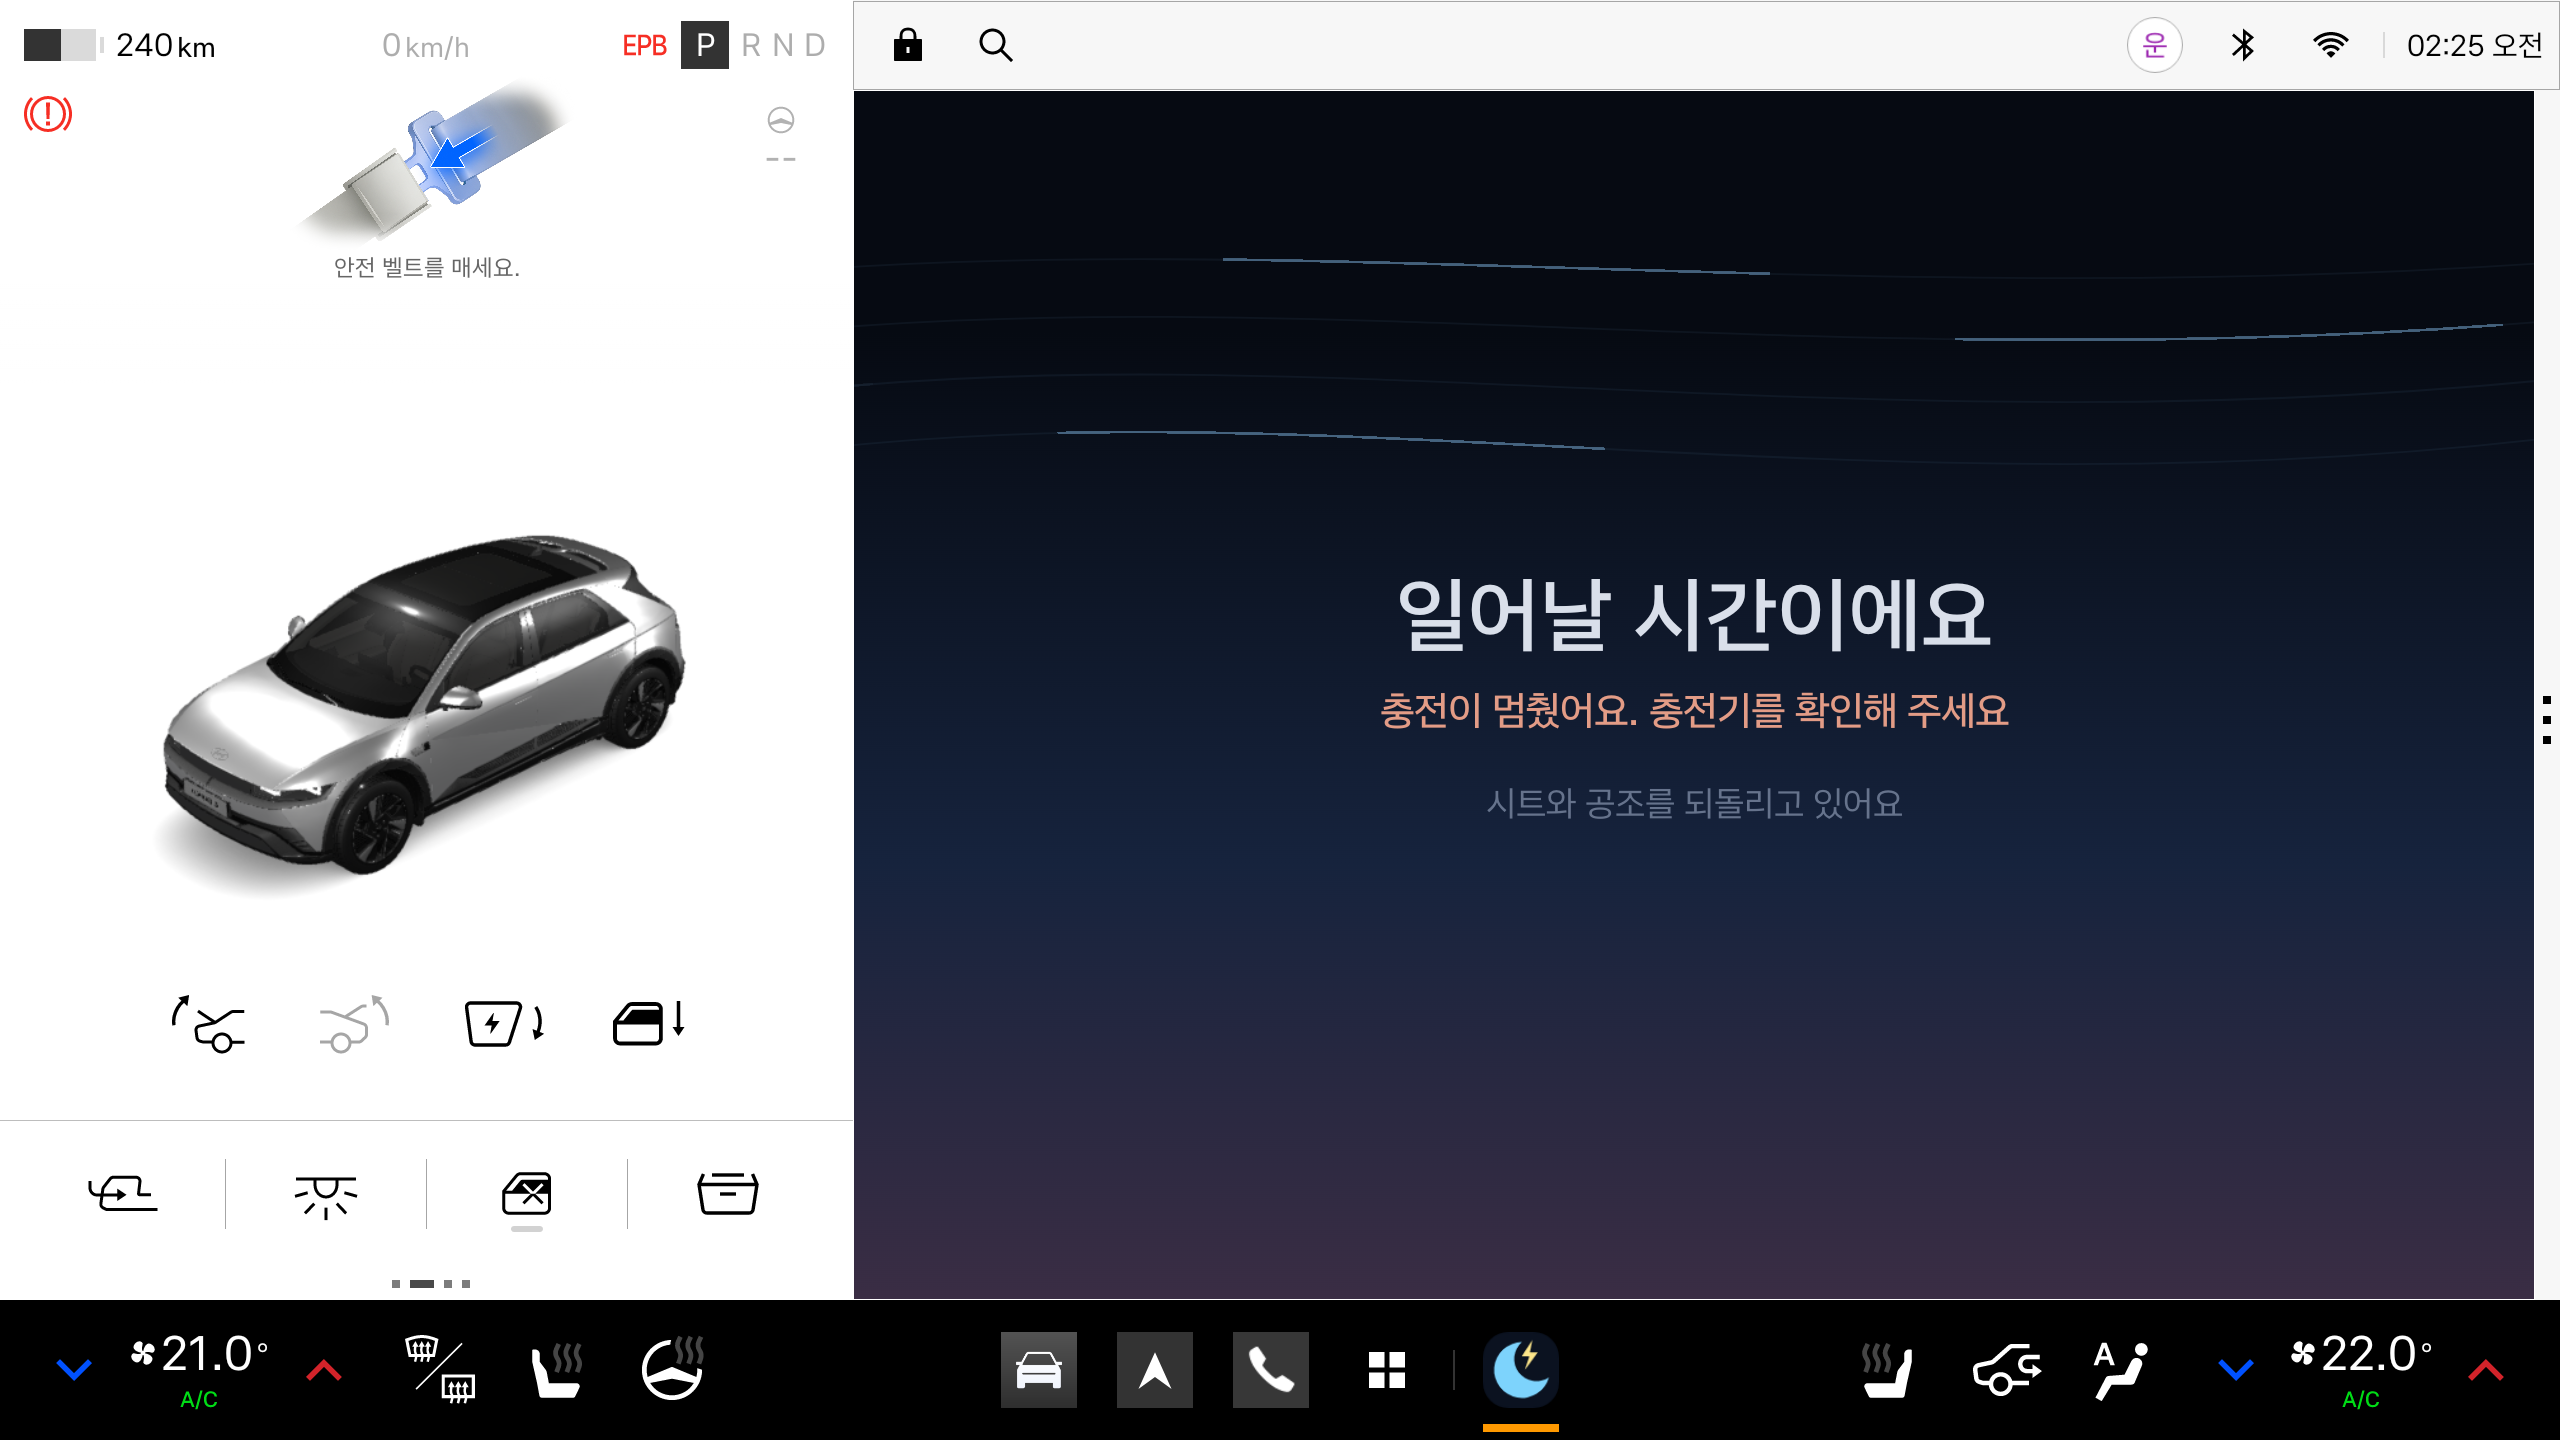 240 km
0 km/h
EPB P R N D
운
02:25 오전
--
안전 벨트를 매세요.
일어날 시간이에요
충전이 멈췄어요. 충전기를 확인해 주세요
시트와 공조를 되돌리고 있어요
21.0°
A/C
A
22.0°
A/C